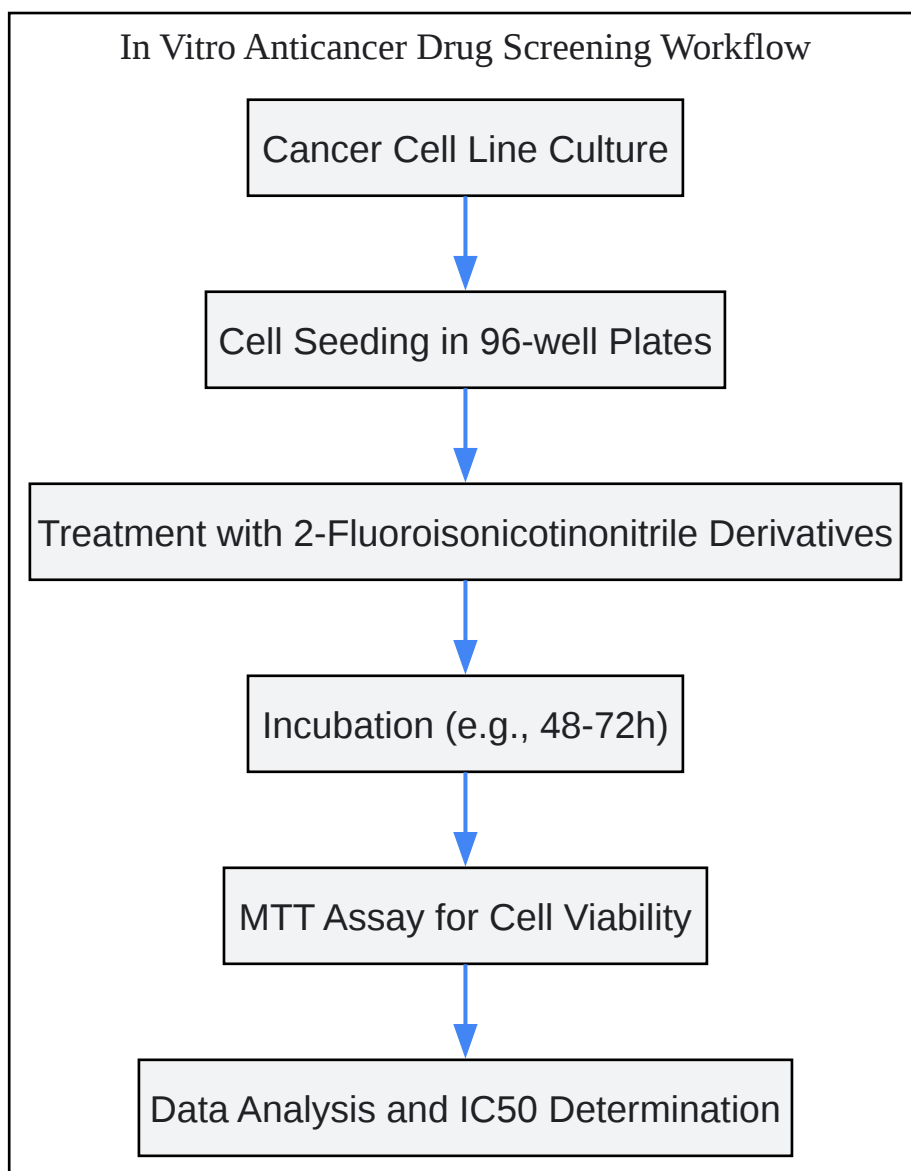 In Vitro Anticancer Drug Screening Workflow
Cancer Cell Line Culture
Cell Seeding in 96-well Plates
Treatment with 2-Fluoroisonicotinonitrile Derivatives
Incubation (e.g., 48-72h)
MTT Assay for Cell Viability
Data Analysis and IC50 Determination